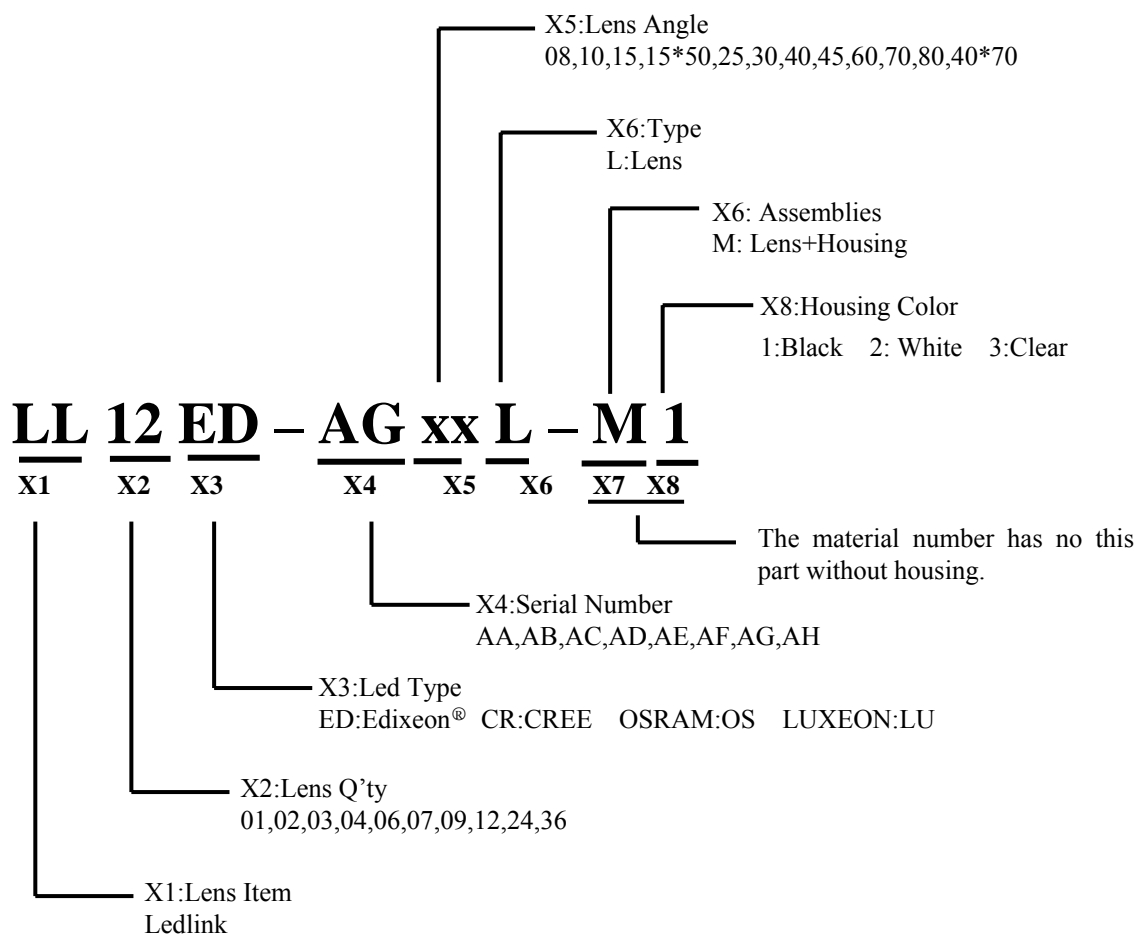 X5:Lens Angle
08,10,15,15*50,25,30,40,45,60,70,80,40*70
X6:Type
L:Lens
X6: Assemblies
M: Lens+Housing
X8:Housing Color
1:Black 2: White 3:Clear
LL 12 ED – AG xx L – M 1
X1 X2 X3 X4 X5 X6 X7 X8
The material number has no this
part without housing.
X4:Serial Number
AA,AB,AC,AD,AE,AF,AG,AH
X3:Led Type
ED:Edixeon® CR:CREE OSRAM:OS LUXEON:LU
X2:Lens Q’ty
01,02,03,04,06,07,09,12,24,36
X1:Lens Item
Ledlink